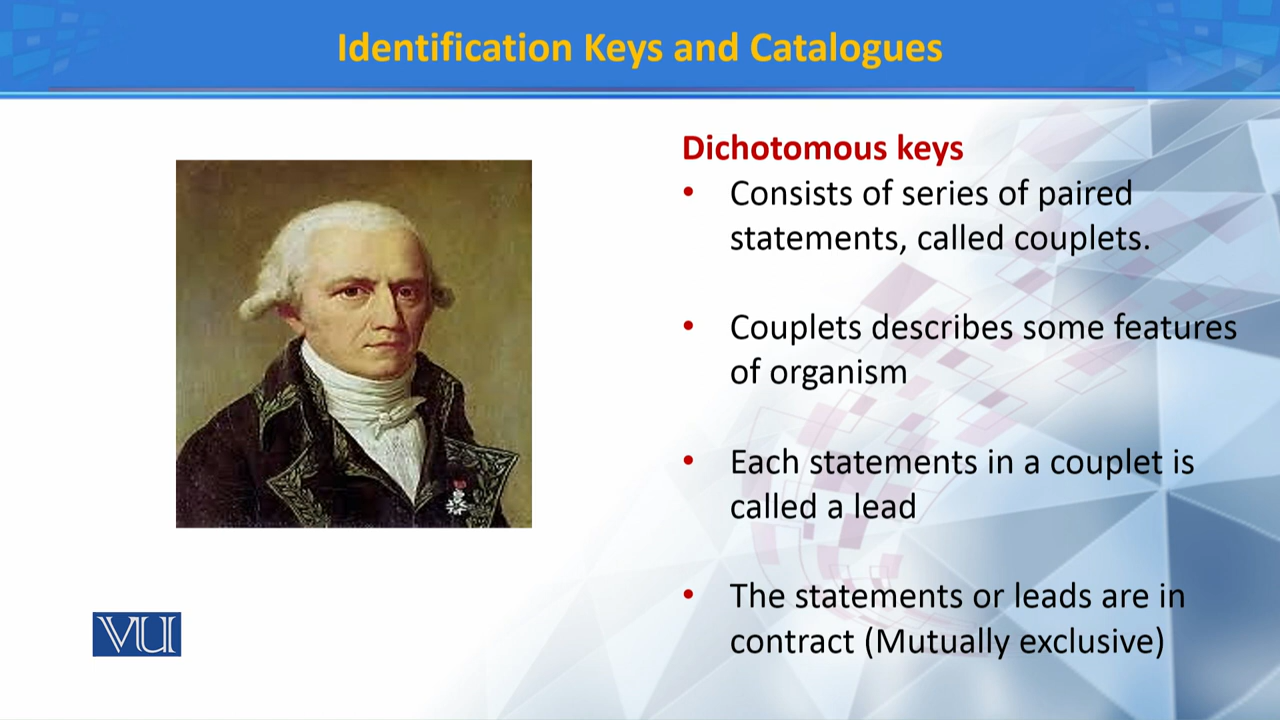 Identification Keys and Catalogues
Dichotomous keys
• Consists of series of paired
statements, called couplets.
• Couplets describes some features
of organism
• Each statements in a couplet is
called a lead
• The statements or leads are in
contract (Mutually exclusive)
VU